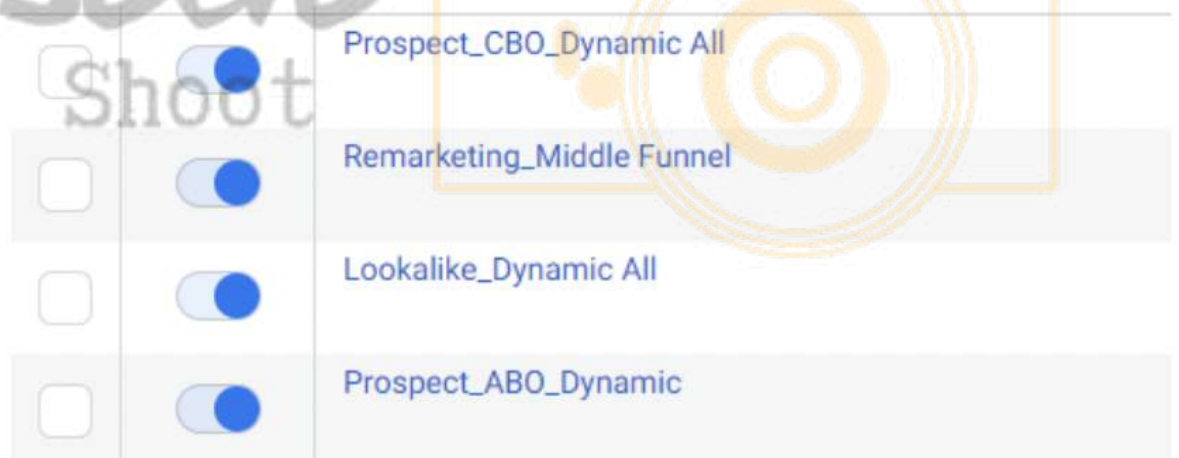 Shoot
Prospect_CBO_Dynamic All
Remarketing_Middle Funnel
Lookalike_Dynamic All
Prospect_ABO_Dynamic